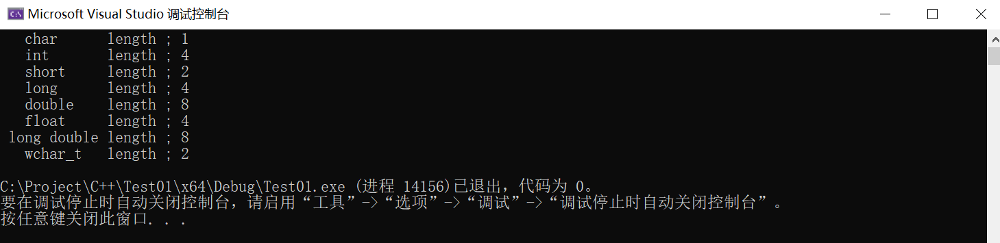 Microsoft Visual Studio 调试控制台
char length ; 1
int length ; 4
short length ; 2
long length ; 4
double length ; 8
float length ; 4
long double length ; 8
wchar_t length ; 2
C:\Project\C++\Test01\x64\Debug\Test01.exe (进程 14156)已退出，代码为 0。
要在调试停止时自动关闭控制台，请启用“工具”->“选项”->“调试”->“调试停止时自动关闭控制台”。
按任意键关闭此窗口. . .